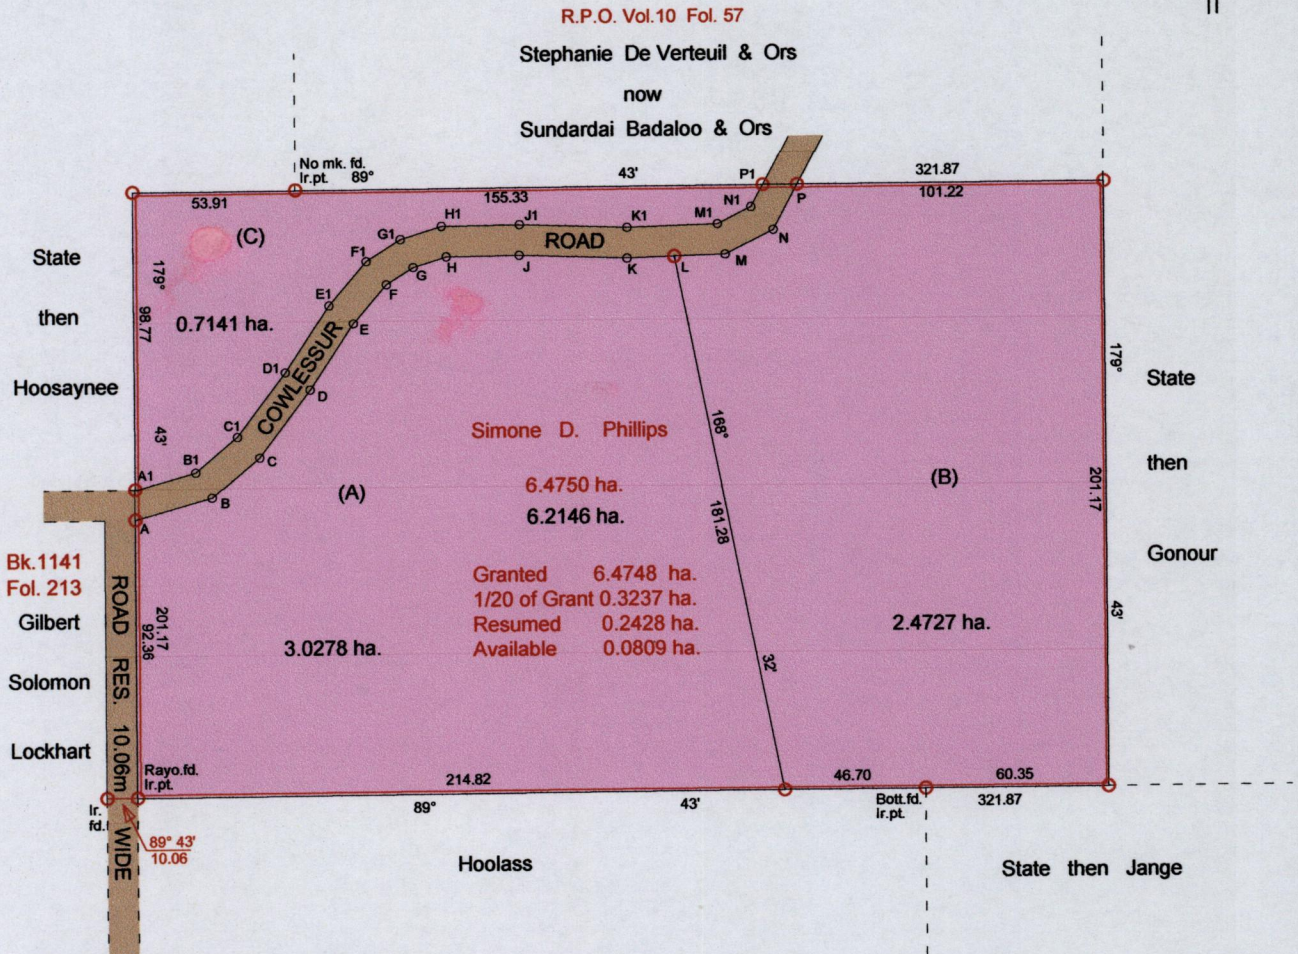 II
R.P.O. Vol.10 Fol. 57
Stephanie De Verteuil & Ors
now
Sundardai Badaloo & Ors
No mk. fd.
Ir.pt. 89°
43'
P1
321.87
53.91
155.33
N1
P
101.22
(C)
H1
J1
K1
M1
G1
ROAD
N
State
F1
H
J
K
L
M
G
179°
F
E1
then
98.77
0.7141 ha.
E
COWLESSUR
179°
D1
Hoosaynee
D
State
168°
43'
C1
Simone D. Phillips
B1
C
then
A1
(A)
6.4750 ha.
(B)
201.17
B
6.2146 ha.
181.28
A
Bk.1141
Fol. 213
Gonour
Granted 6.4748 ha.
1/20 of Grant 0.3237 ha.
Resumed 0.2428 ha.
Available 0.0809 ha.
43'
Gilbert
201.17
92.36
3.0278 ha.
2.4727 ha.
32'
Solomon
ROAD RES. 10.06m WIDE
Lockhart
Rayo.fd.
Ir.pt.
214.82
46.70
60.35
89°
43'
Bott.fd.
Ir.pt.
321.87
Ir.
fd.
89° 43'
10.06
Hoolass
State then Jange